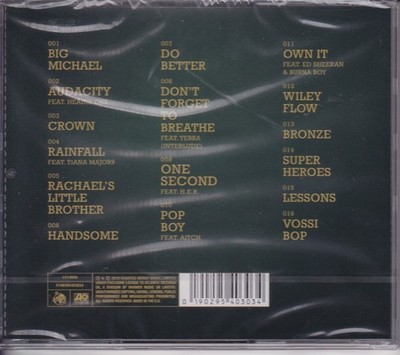 001
BIG
MICHAEL
002
AUDACITY
003
CROWN
004
RAINFALL
FEAT. TIANA MAJOR9
005
RACHAEL'S
LITTLE
BROTHER
006
HANDSOME
007
DO
BETTER
008
DON'T
FORGET
TO
BREATHE
FEAT. YEBBA
(INTERLUDE)
009
ONE
SECOND
FEAT. H.E.R.
010
POP
BOY
FEAT. AITCH
011
OWN IT
FEAT. ED SHEERAN
& BURNA BOY
012
WILEY
FLOW
013
BRONZE
014
SUPER
HEROES
015
LESSONS
016
VOSSI
BOP
0 190295 403034